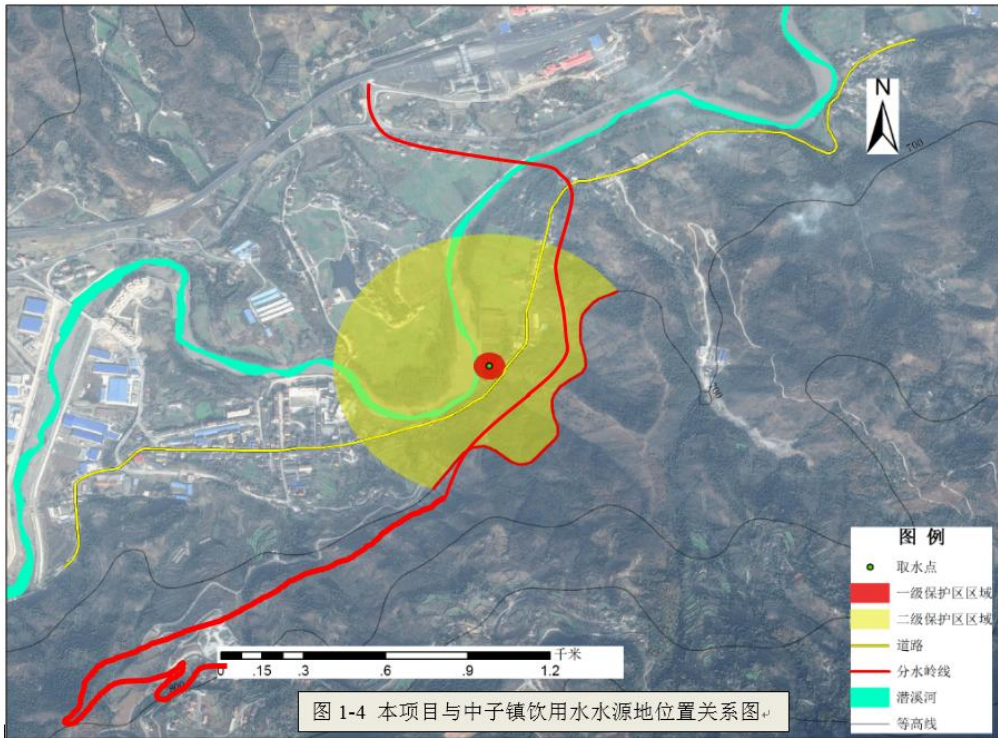 N
700
700
800
图 例
取水点
一级保护区区域
二级保护区区域
道路
分水岭线
潜溪河
等高线
千米
0 .15 .3 .6 .9 1.2
图 1-4 本项目与中子镇饮用水水源地位置关系图